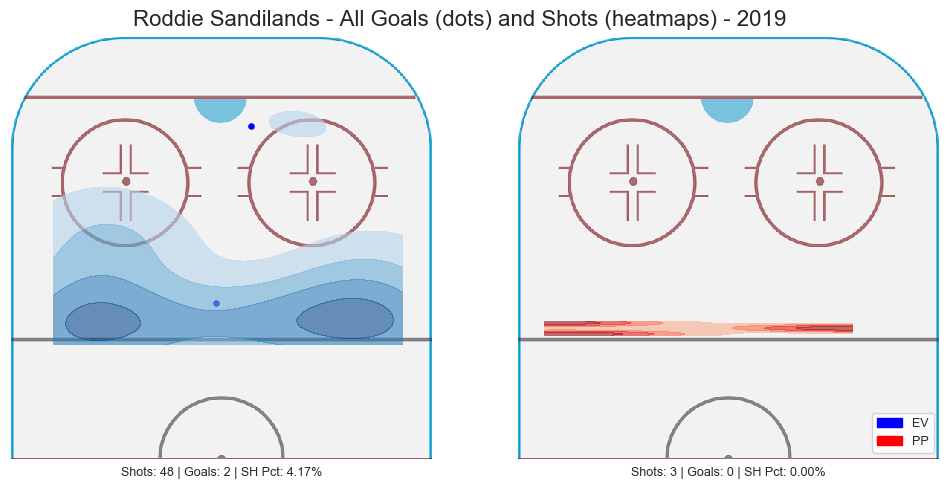 Roddie Sandilands - All Goals (dots) and Shots (heatmaps) - 2019
EV
PP
Shots: 48 | Goals: 2 | SH Pct: 4.17%
Shots: 3 | Goals: 0 | SH Pct: 0.00%